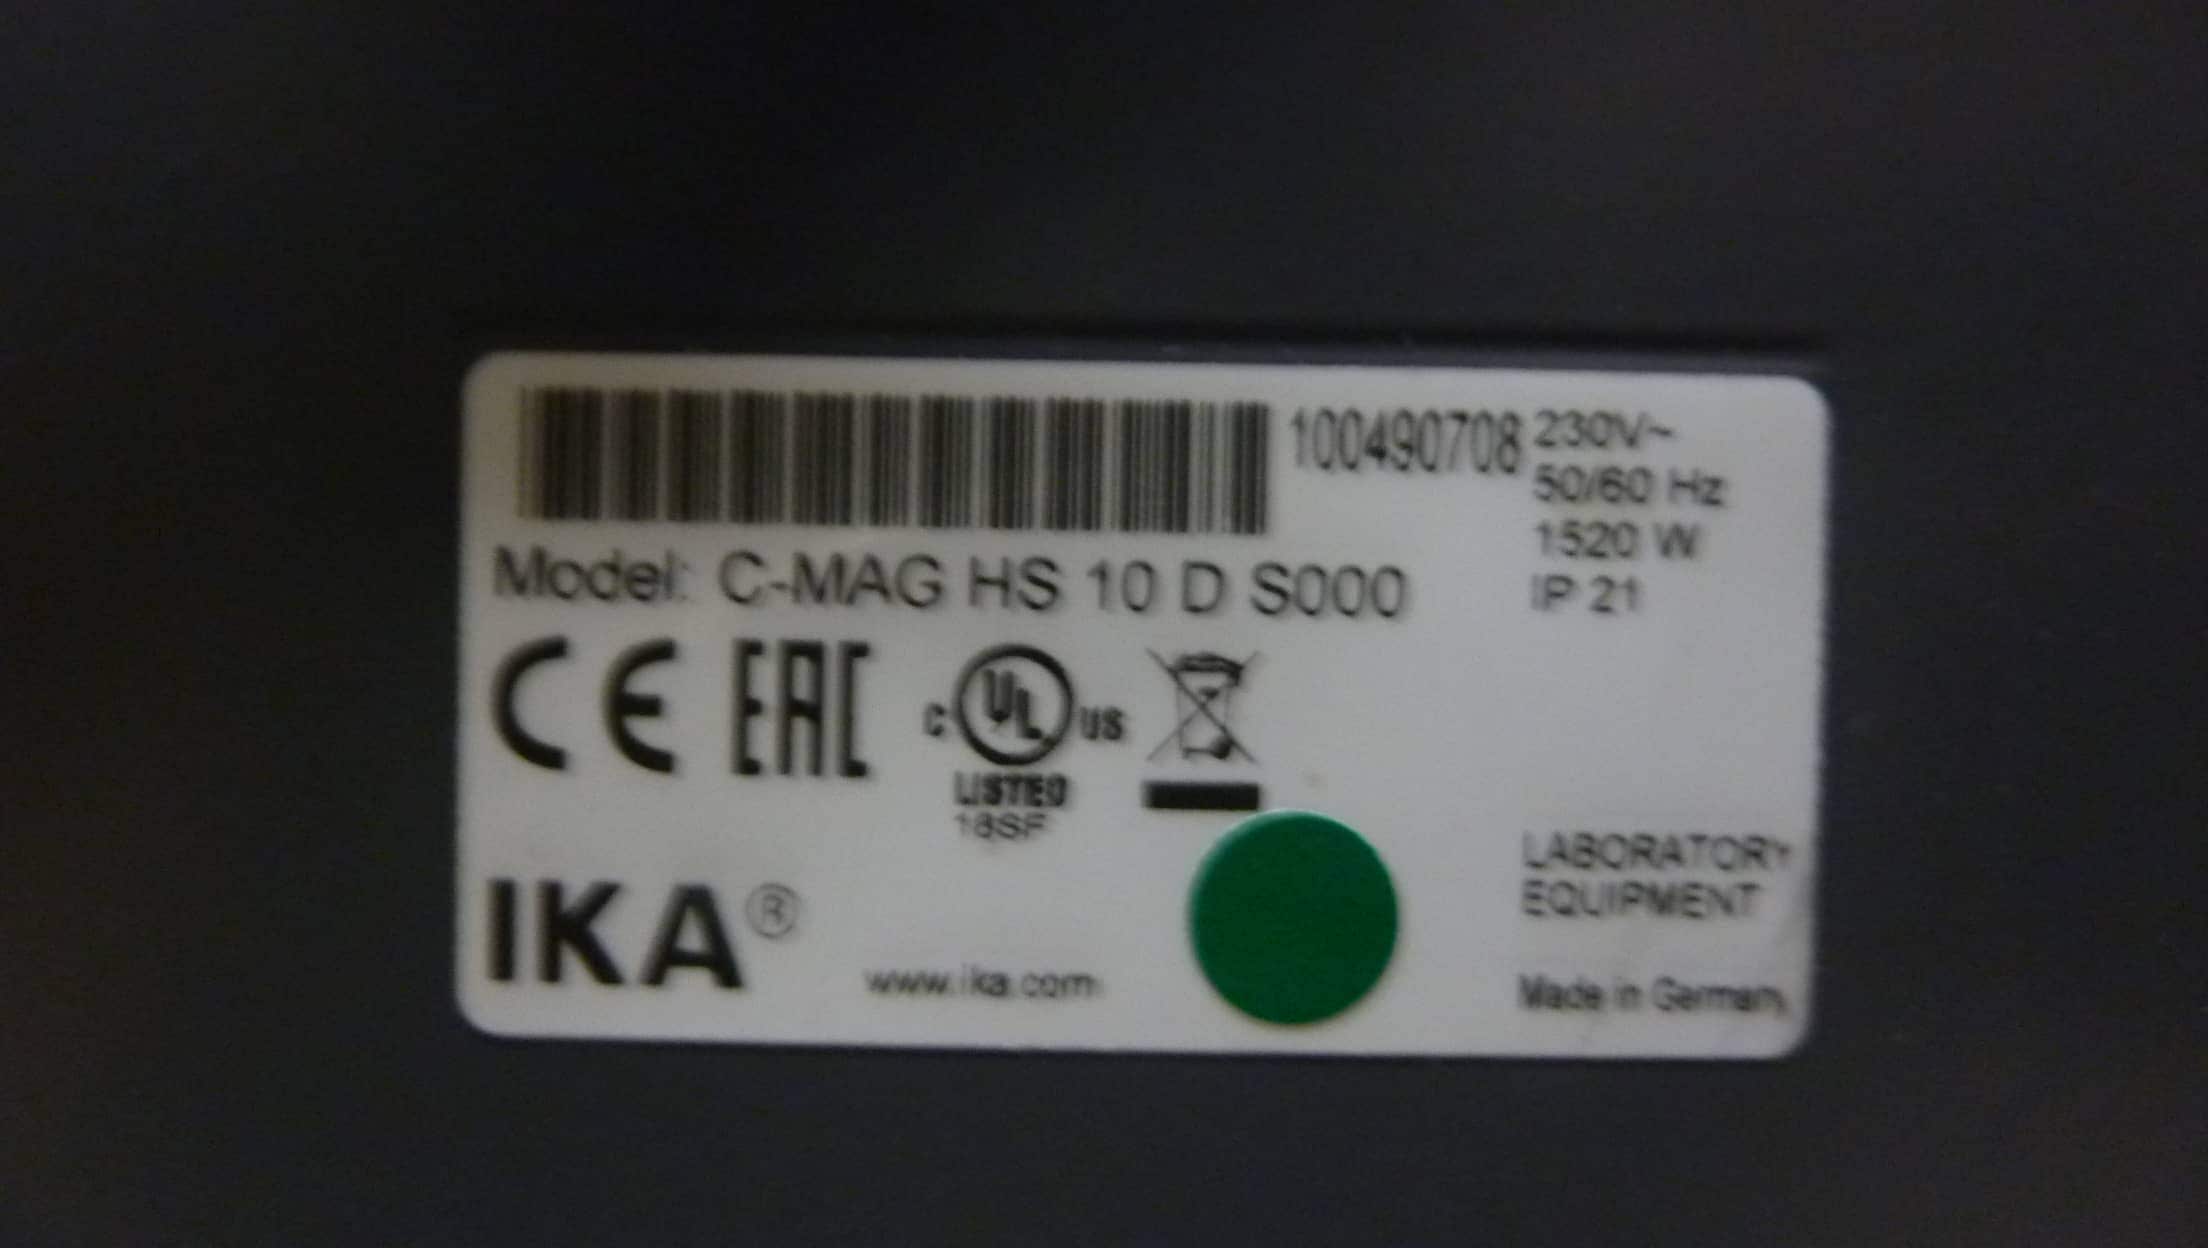 100490708
230V~
50/60 Hz
1520 W
IP 21
Model: C-MAG HS 10 D S000
CE EAC
C UL US
LISTED
18SF
IKA®
www.ika.com
LABORATORY
EQUIPMENT
Made in Germany